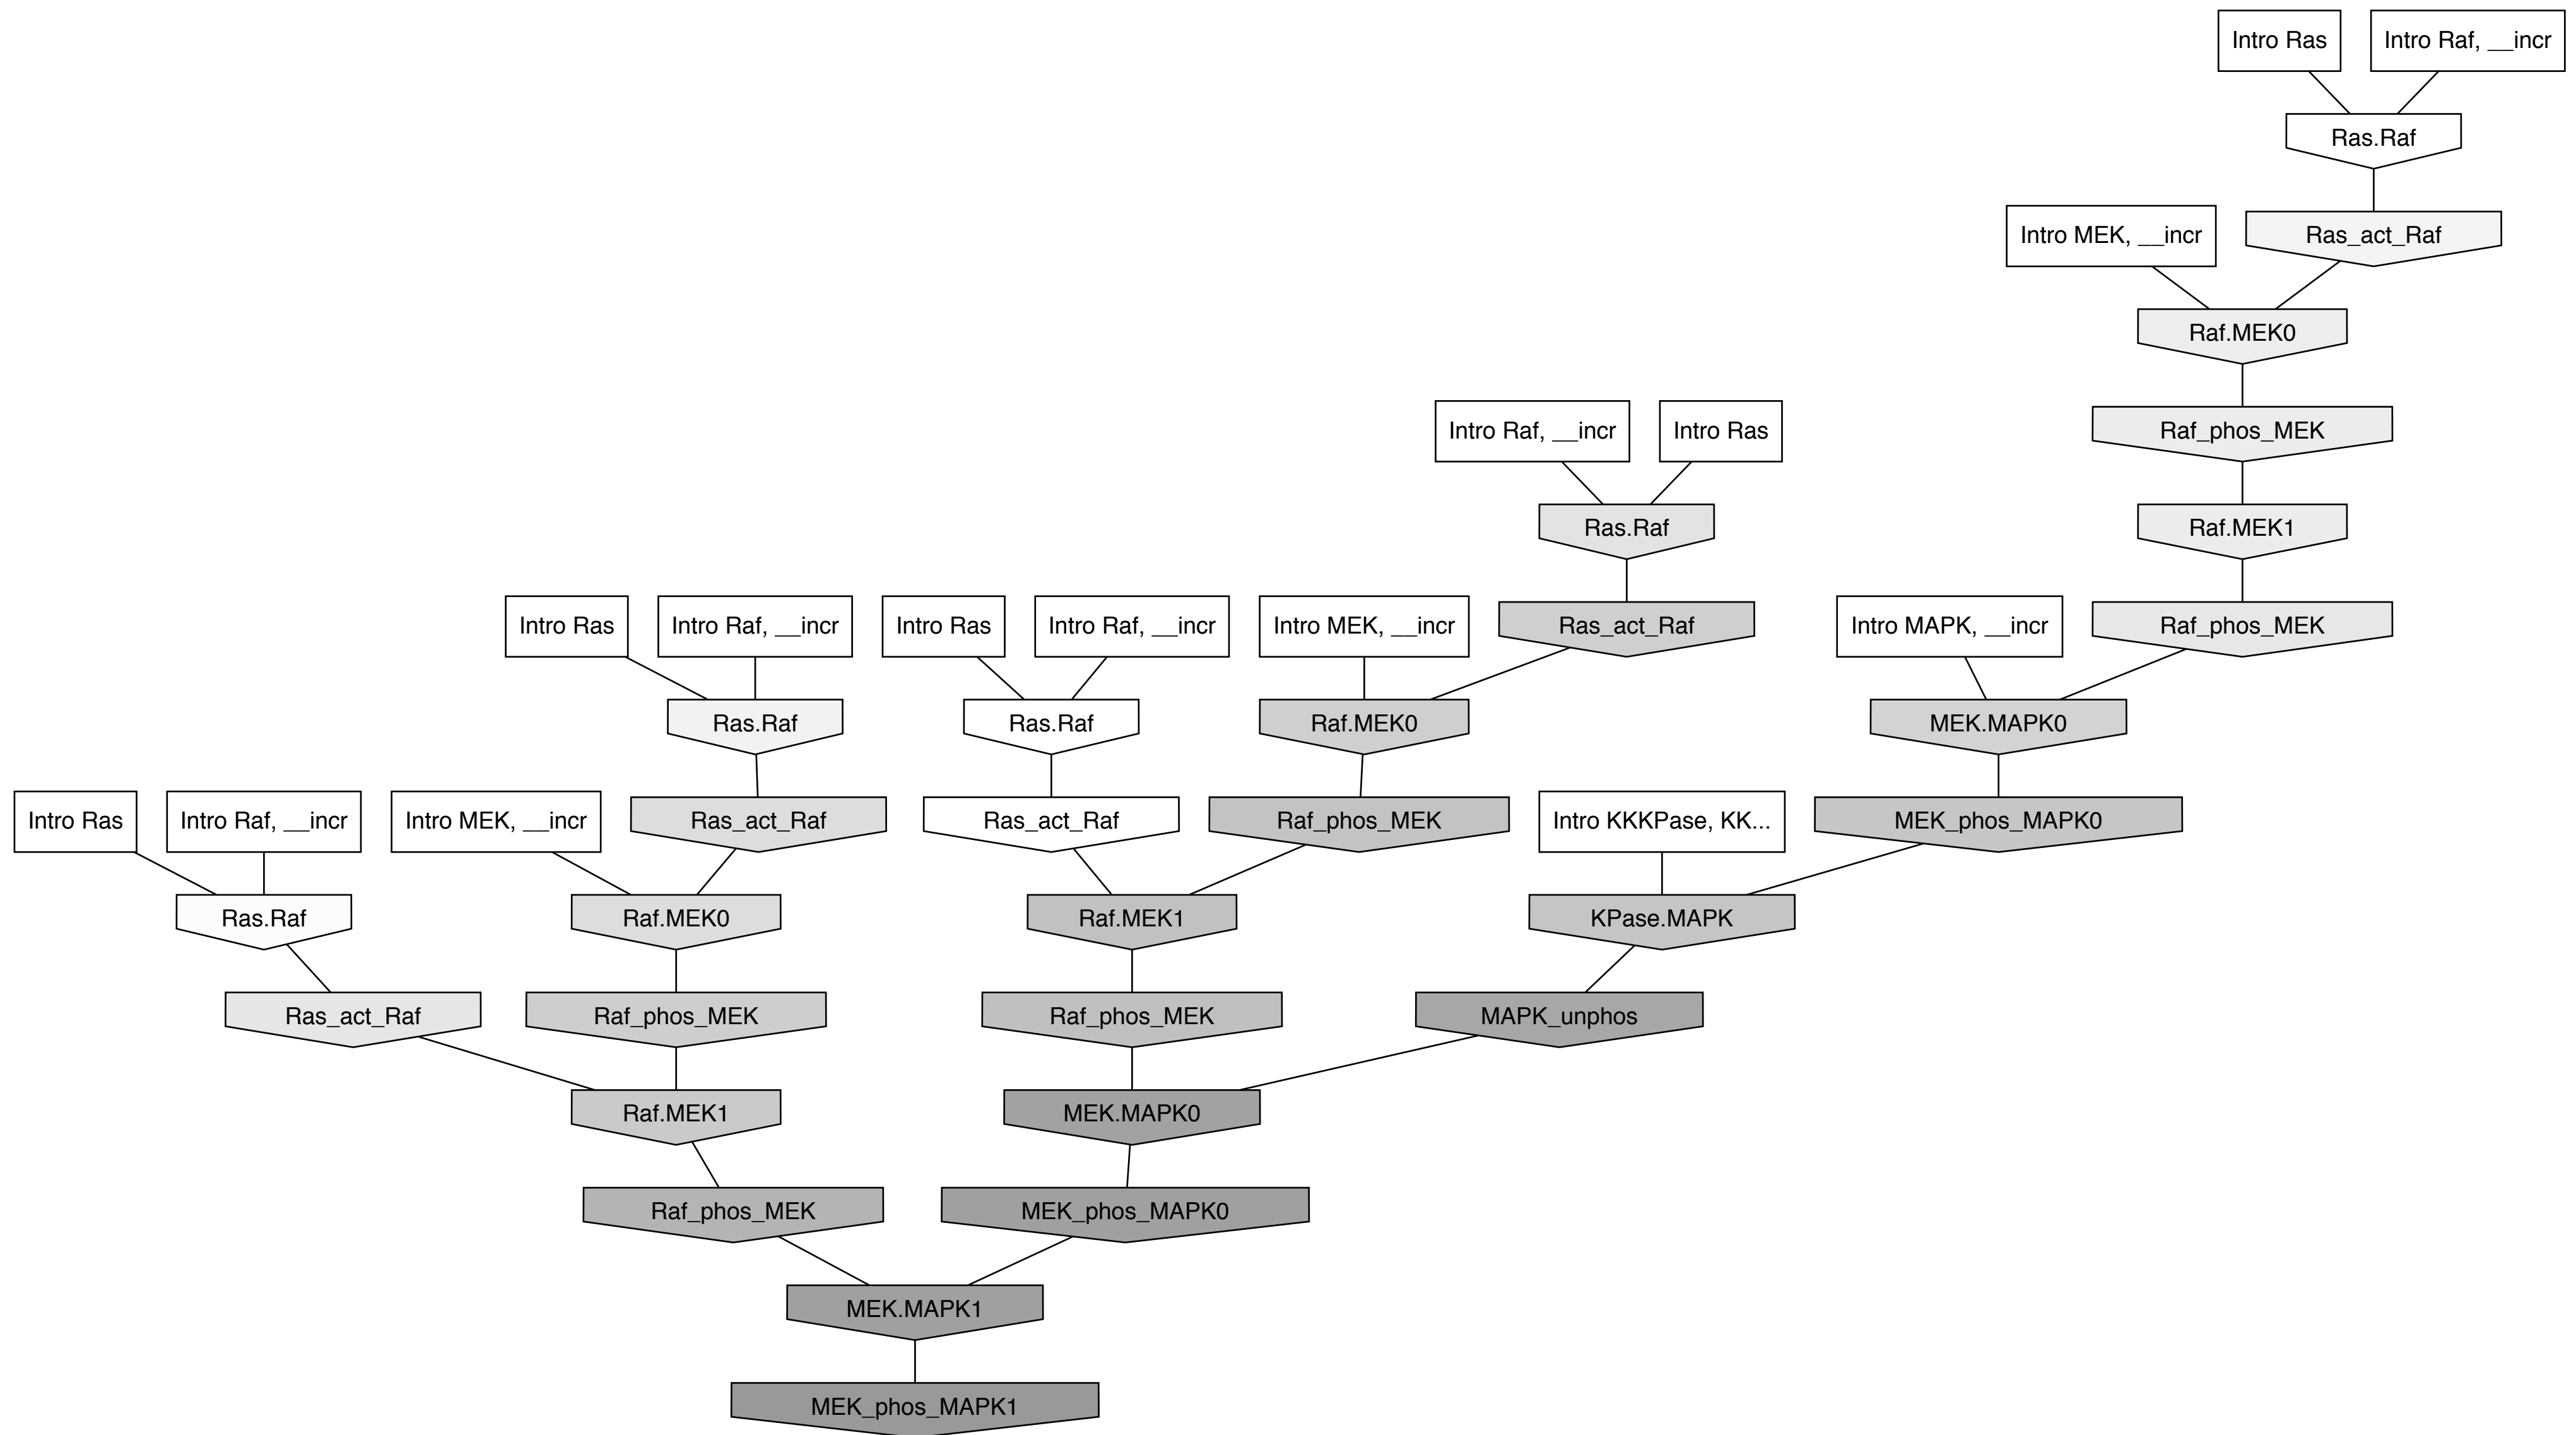 Intro Ras
Intro Raf, __incr
Ras.Raf
Intro MEK, __incr
Ras_act_Raf
Raf.MEK0
Intro Raf, __incr
Intro Ras
Raf_phos_MEK
Ras.Raf
Raf.MEK1
Intro Ras
Intro Raf, __incr
Intro Ras
Intro Raf, __incr
Intro MEK, __incr
Ras_act_Raf
Intro MAPK, __incr
Raf_phos_MEK
Ras.Raf
Ras.Raf
Raf.MEK0
MEK.MAPK0
Intro Ras
Intro Raf, __incr
Intro MEK, __incr
Ras_act_Raf
Ras_act_Raf
Raf_phos_MEK
Intro KKKPase, KK...
MEK_phos_MAPK0
Ras.Raf
Raf.MEK0
Raf.MEK1
KPase.MAPK
Ras_act_Raf
Raf_phos_MEK
Raf_phos_MEK
MAPK_unphos
Raf.MEK1
MEK.MAPK0
Raf_phos_MEK
MEK_phos_MAPK0
MEK.MAPK1
MEK_phos_MAPK1